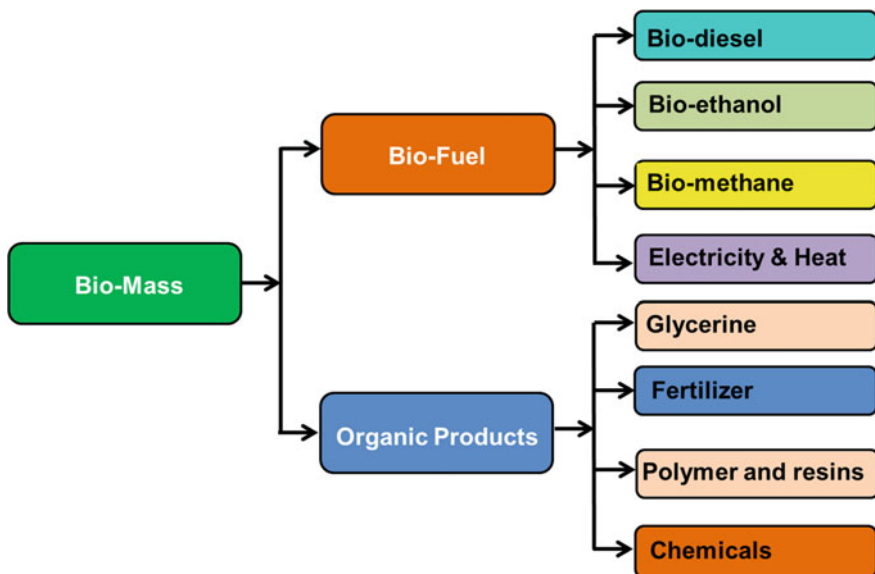 Bio-Mass
Bio-Fuel
Bio-diesel
Bio-ethanol
Bio-methane
Electricity & Heat
Organic Products
Glycerine
Fertilizer
Polymer and resins
Chemicals